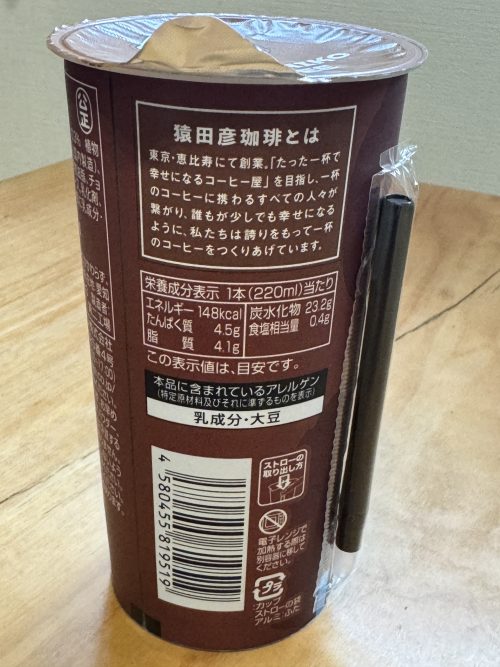 猿田彦珈琲とは
東京・恵比寿にて創業。「たった一杯で
幸せになるコーヒー屋」を目指し、一杯
のコーヒーに携わるすべての人々が
繋がり、誰もが少しでも幸せになる
ように、私たちは誇りをもって一杯
のコーヒーをつくりあげています。
栄養成分表示 1本(220ml)当たり
エネルギー 148kcal 炭水化物 23.2g
たんぱく質 4.5g 食塩相当量 0.4g
脂質 4.1g
この表示値は、目安です。
本品に含まれているアレルゲン
(特定原材料及びそれに準ずるものを表示)
乳成分・大豆
4 580455 819519
ストローの
取り出し方
電子レンジで
加熱する際は
別容器に移して
ください。
プラ
:カップ
ストローの袋
アルミ:ふた
公正